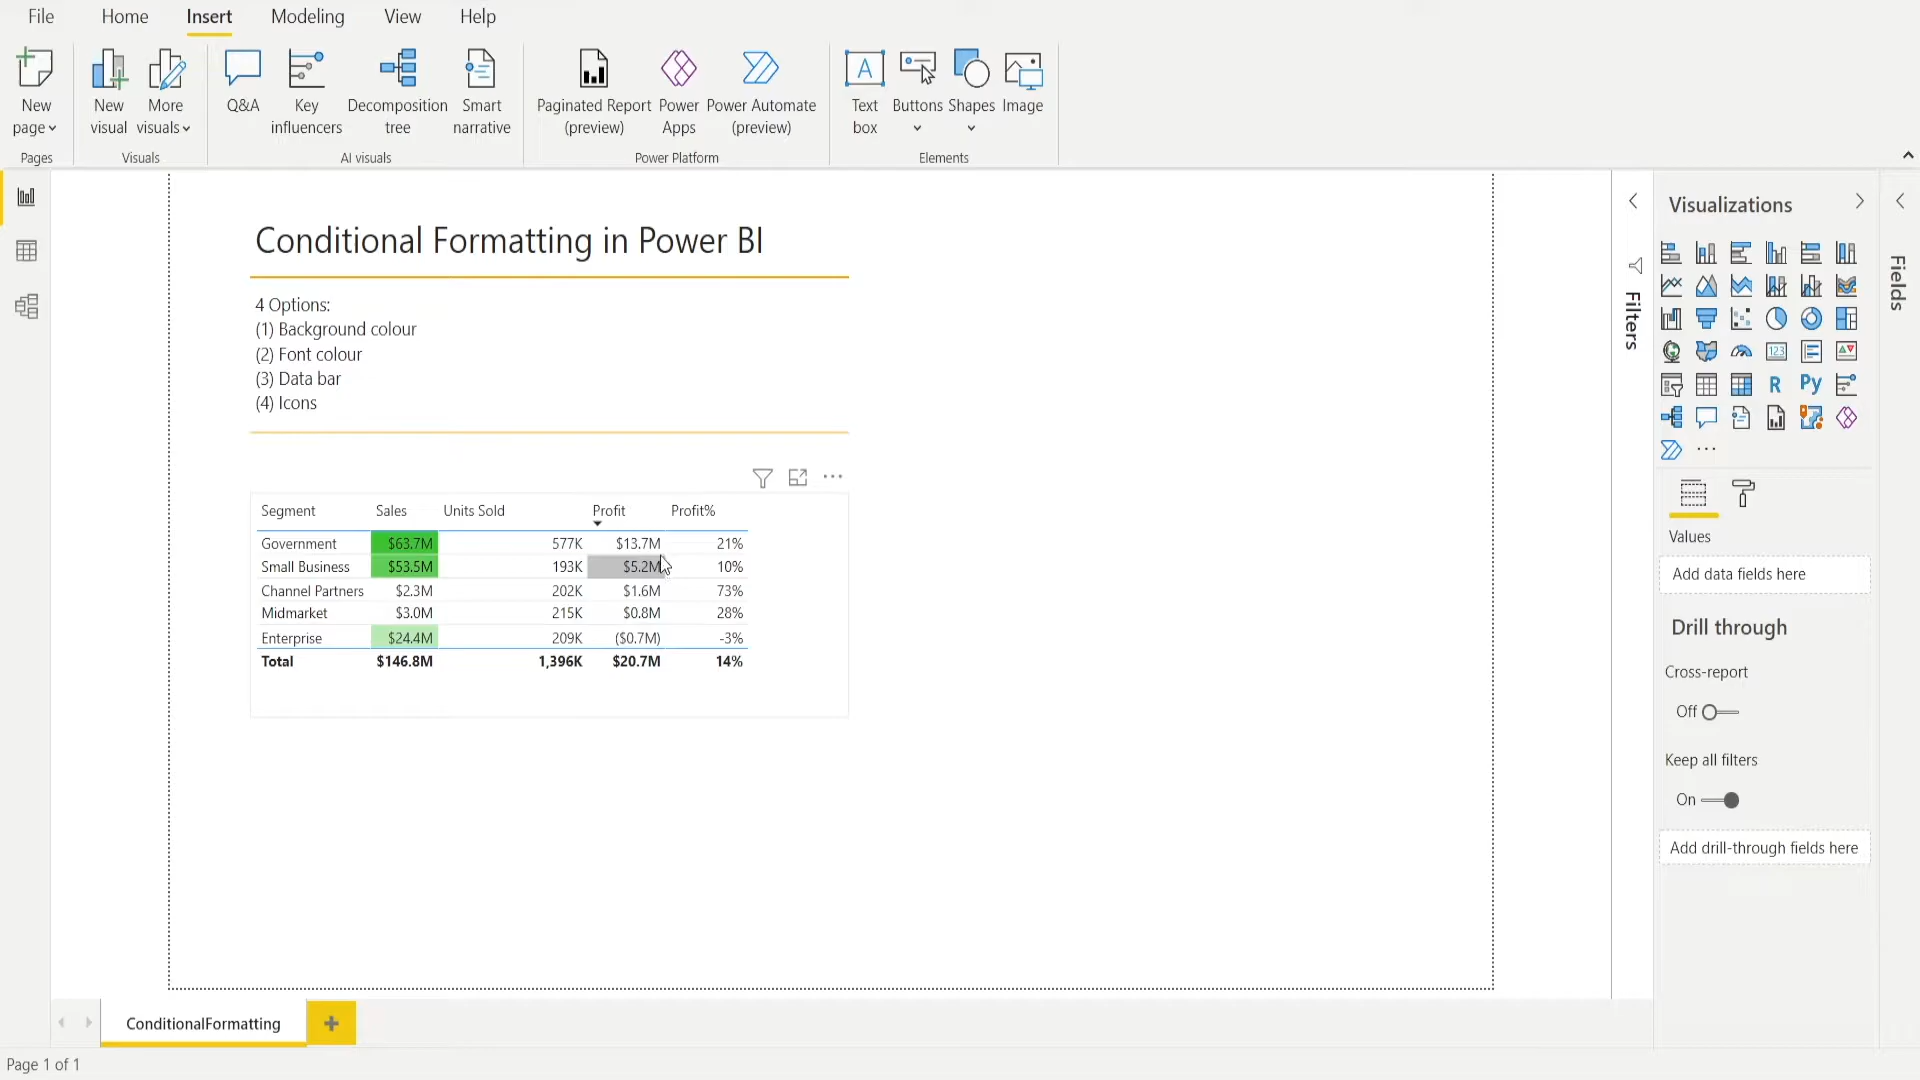 File Home Insert Modeling View Help
New page
New visual
More visuals
Q&A
Key influencers
Decomposition tree
Smart narrative
Paginated Report (preview)
Power Apps
Power Automate (preview)
Text box
Buttons
Shapes
Image
Pages Visuals AI visuals Power Platform Elements
Conditional Formatting in Power BI
4 Options:
(1) Background colour
(2) Font colour
(3) Data bar
(4) Icons
Segment Sales Units Sold Profit Profit%
Government $63.7M 577K $13.7M 21%
Small Business $53.5M 193K $5.2M 10%
Channel Partners $2.3M 202K $1.6M 73%
Midmarket $3.0M 215K $0.8M 28%
Enterprise $24.4M 209K ($0.7M) -3%
Total $146.8M 1,396K $20.7M 14%
Filters
Visualizations
123
R
Py
Values
Add data fields here
Drill through
Cross-report
Off
Keep all filters
On
Add drill-through fields here
Fields
ConditionalFormatting
Page 1 of 1